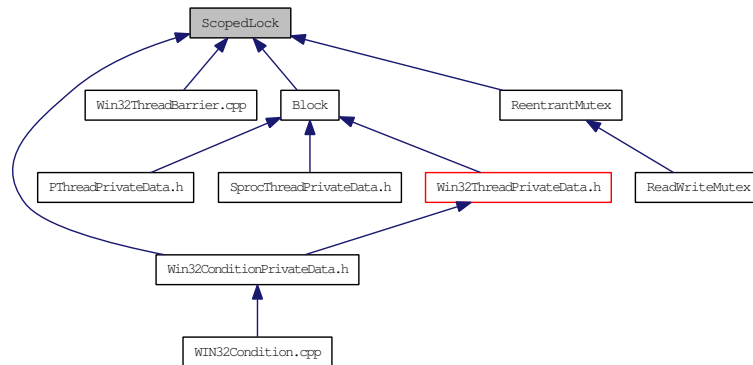 ScopedLock
Win32ThreadBarrier.cpp
Block
ReentrantMutex
PThreadPrivateData.h
SprocThreadPrivateData.h
Win32ThreadPrivateData.h
ReadWriteMutex
Win32ConditionPrivateData.h
WIN32Condition.cpp